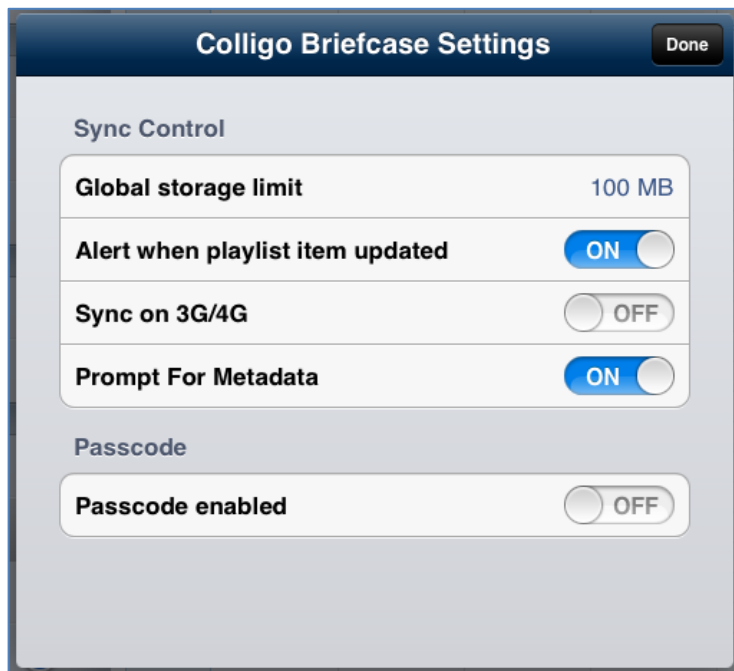 Colligo Briefcase Settings Done
Sync Control
Global storage limit 100 MB
Alert when playlist item updated ON
Sync on 3G/4G OFF
Prompt For Metadata ON
Passcode
Passcode enabled OFF